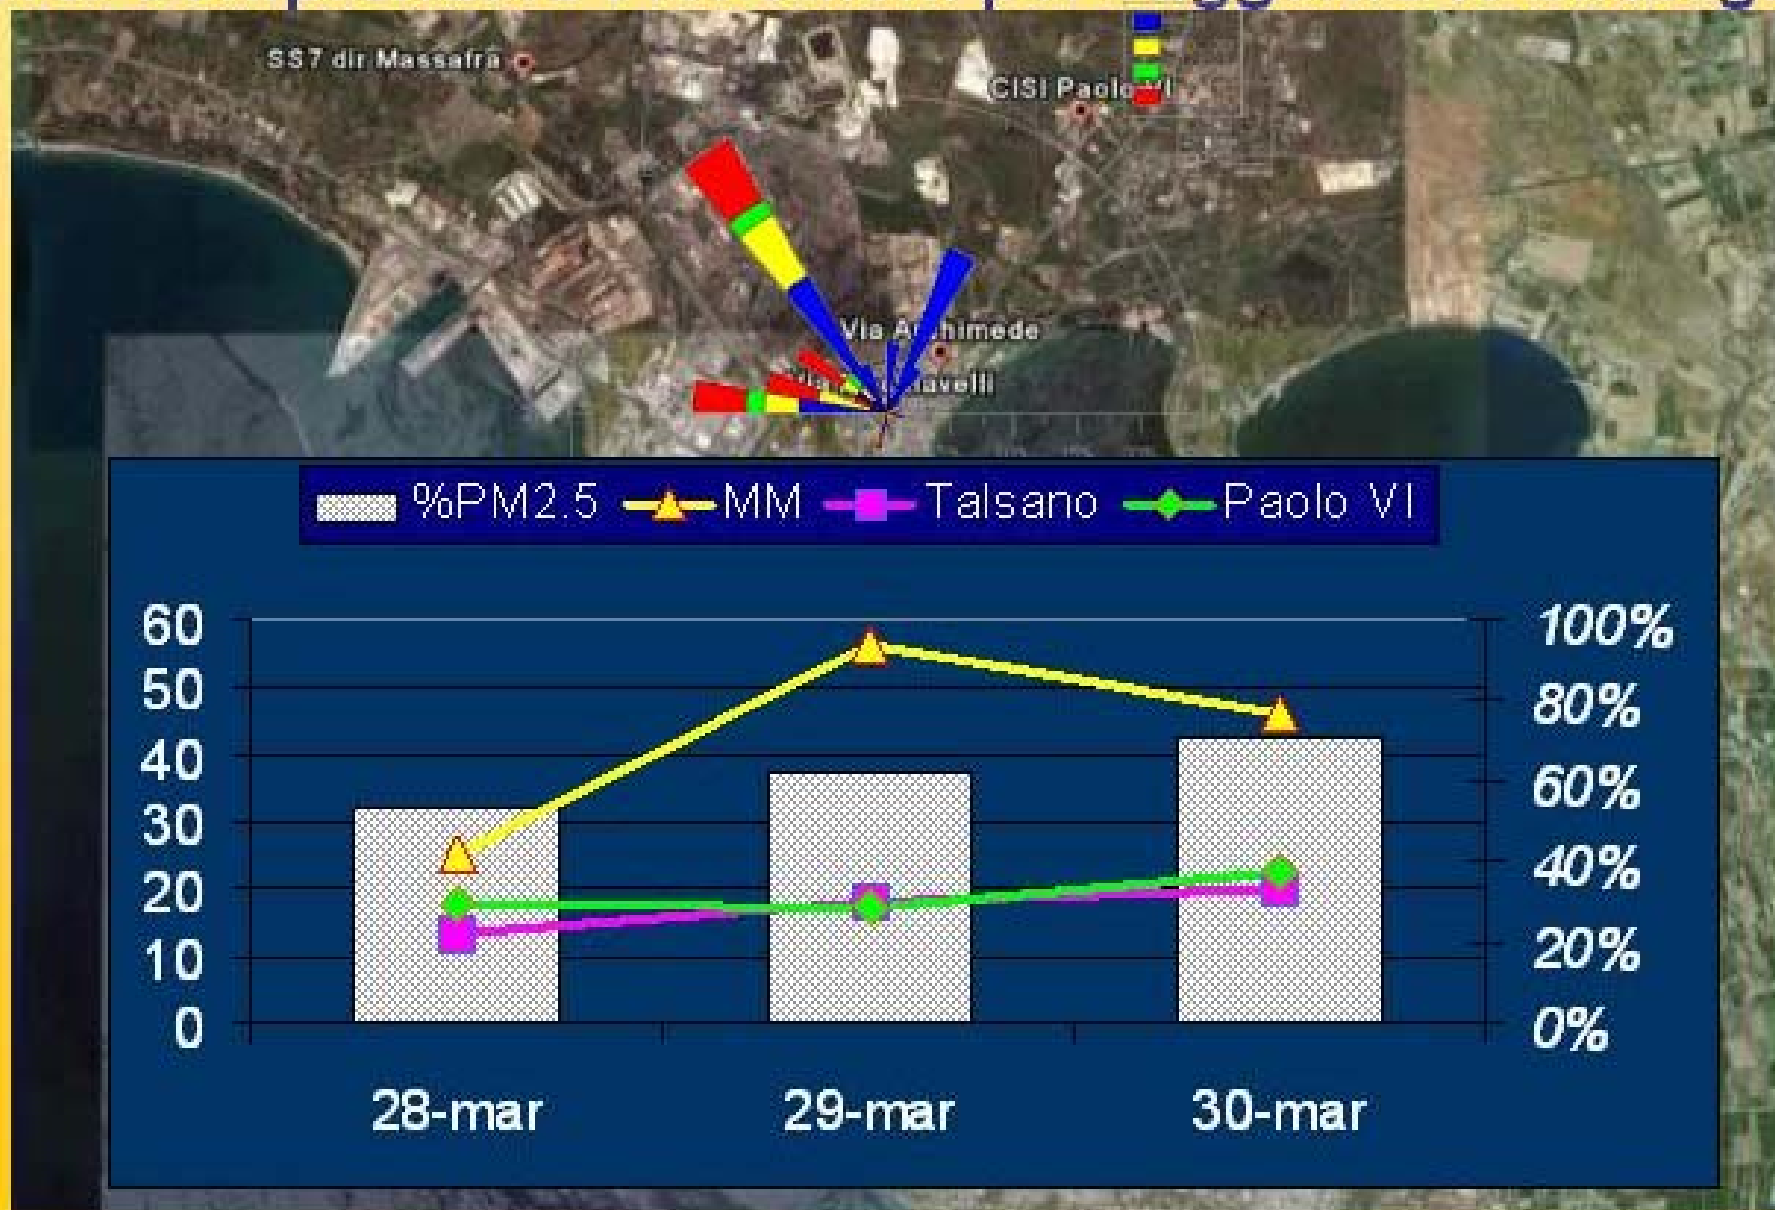 SS7 dir Massafra
CISI Paolo VI
Via Archimede
Via
%PM2.5 MM Talsano Paolo VI
60 100%
50 80%
40 60%
30 40%
20 20%
10 0%
0
28-mar 29-mar 30-mar